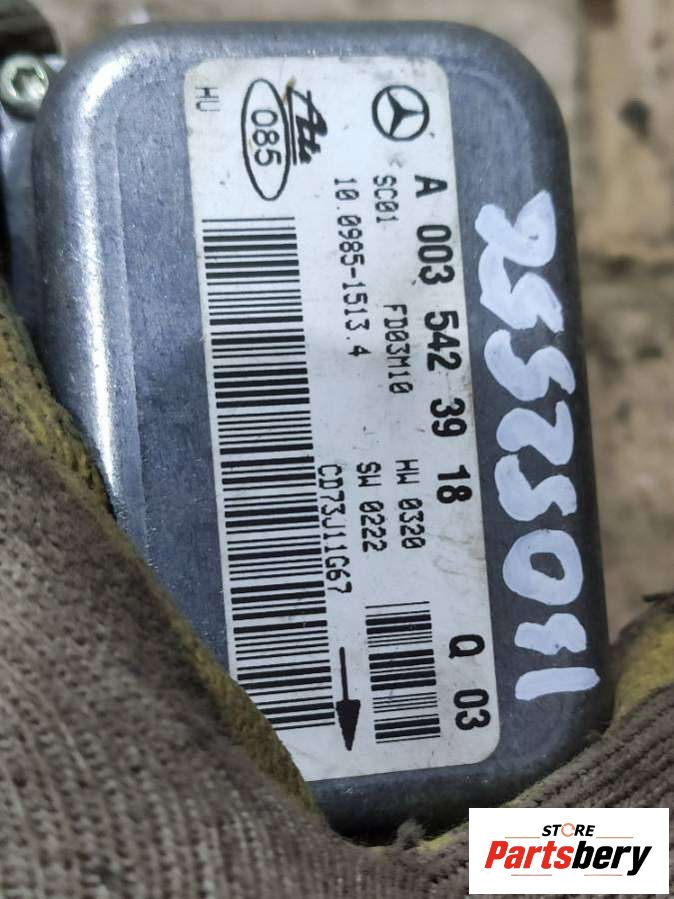 A 003 542 39 18 Q 03
SC01 FD03M10 HW 0320
10.0985-1513.4 SW 0222
CD73J11G67
Ate
085
HU
STORE
Partsbery